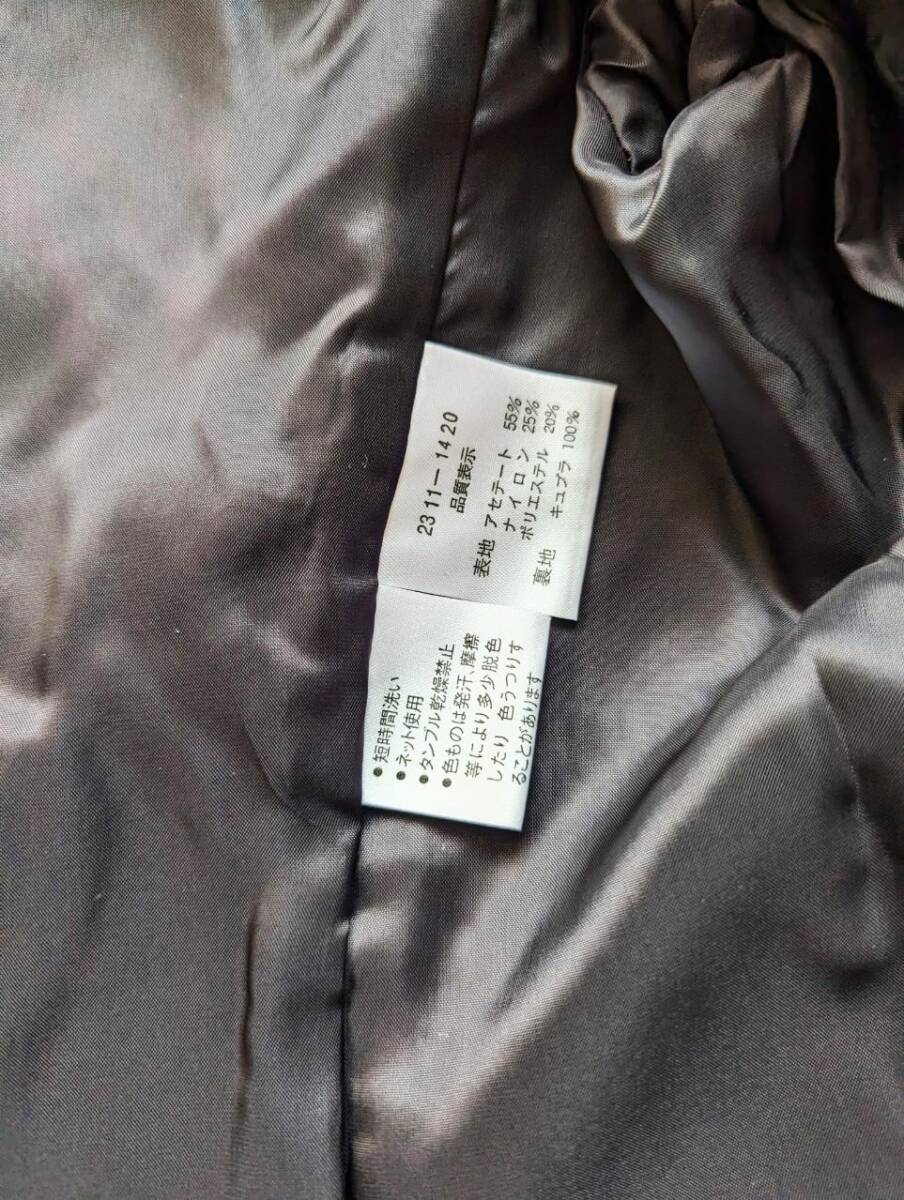 23 11-14 20
品質表示
表地 アセテート 55%
ナイロン 25%
ポリエステル 20%
裏地 キュプラ 100%
●短時間洗い
●ネット使用
●タンブル乾燥禁止
●色ものは発汗、摩擦
等により多少脱色
したり 色うつりす
ることがあります